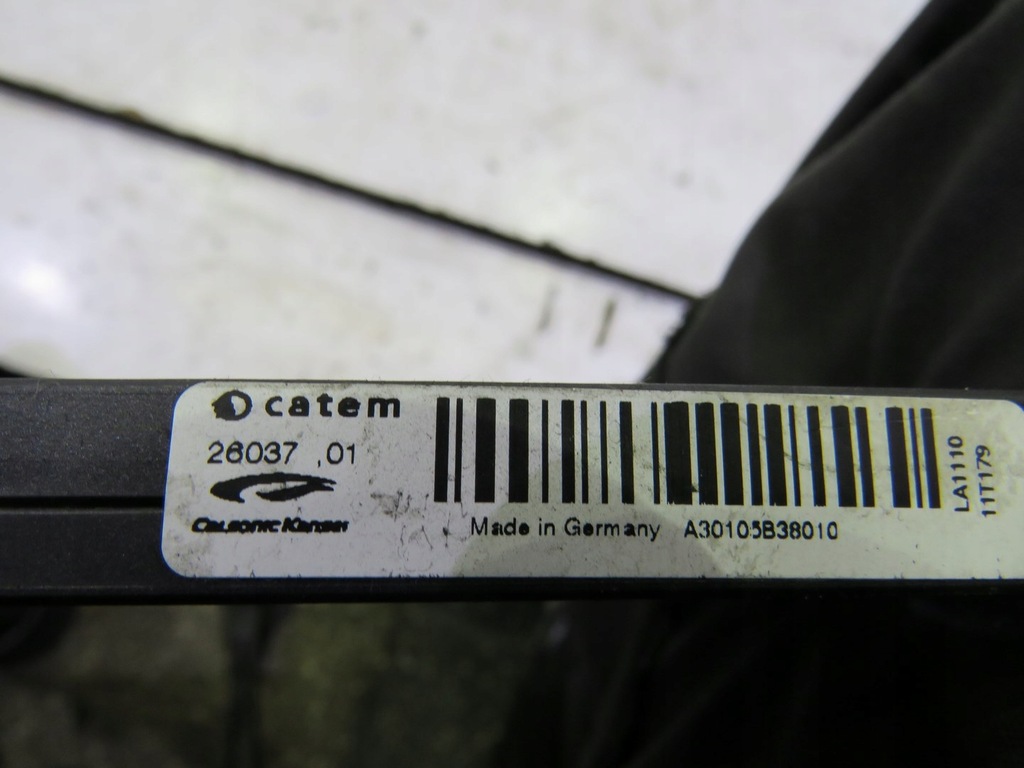 catem
26037 ,01
Calsonic Kansei
Made in Germany A30105B38010
LA1110
11T179